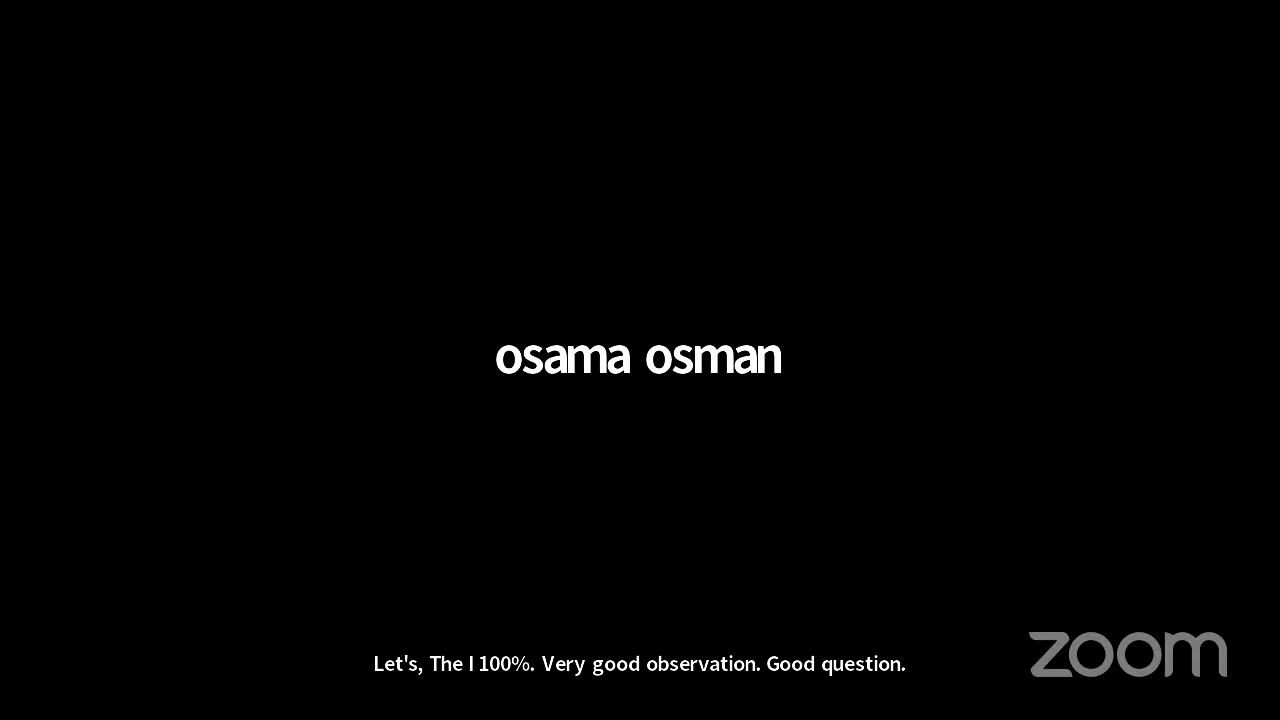 osama osman
Let's, The I 100%. Very good observation. Good question.
zoom